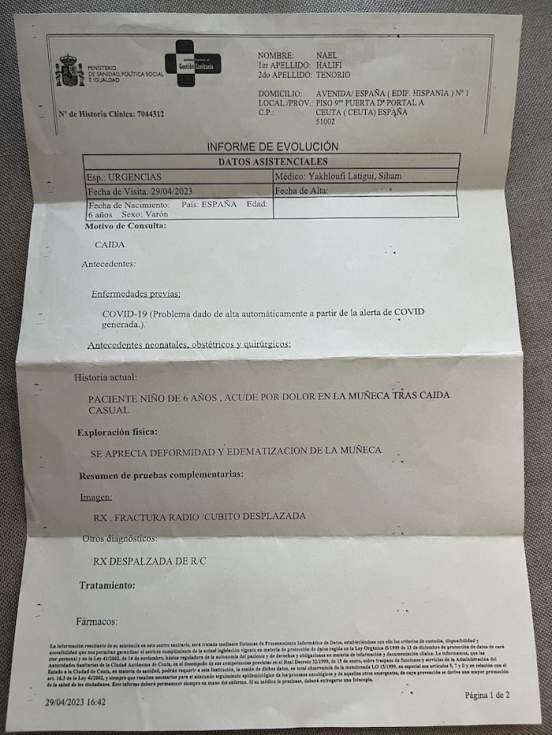 MINISTERIO
DE SANIDAD, POLÍTICA SOCIAL
E IGUALDAD
Gestión Sanitaria
NOMBRE: NAEL
1er APELLIDO: HALIFI
2do APELLIDO: TENORIO
DOMICILIO: AVENIDA/ ESPAÑA ( EDIF. HISPANIA ) Nº 1
LOCAL./PROV.: PISO 9º PUERTA Dª PORTAL A
C.P.: CEUTA ( CEUTA) ESPAÑA
51002
Nº de Historia Clínica: 7044312
INFORME DE EVOLUCIÓN
DATOS ASISTENCIALES
Esp.: URGENCIAS Médico: Yakhloufi Latigui, Siham
Fecha de Visita: 29/04/2023 Fecha de Alta:
Fecha de Nacimiento: País: ESPAÑA Edad:
6 años Sexo: Varón
Motivo de Consulta:
CAIDA
Antecedentes:
Enfermedades previas:
COVID-19 (Problema dado de alta automáticamente a partir de la alerta de COVID
generada.).
Antecedentes neonatales, obstétricos y quirúrgicos:
Historia actual:
PACIENTE NIÑO DE 6 AÑOS , ACUDE POR DOLOR EN LA MUÑECA TRAS CAIDA
CASUAL
Exploración física:
SE APRECIA DEFORMIDAD Y EDEMATIZACION DE LA MUÑECA
Resumen de pruebas complementarias:
Imagen:
RX . FRACTURA RADIO /CUBITO DESPLAZADA
Otros diagnósticos:
RX DESPALZADA DE R/C
Tratamiento:
Fármacos:
29/04/2023 16:42
Página 1 de 2